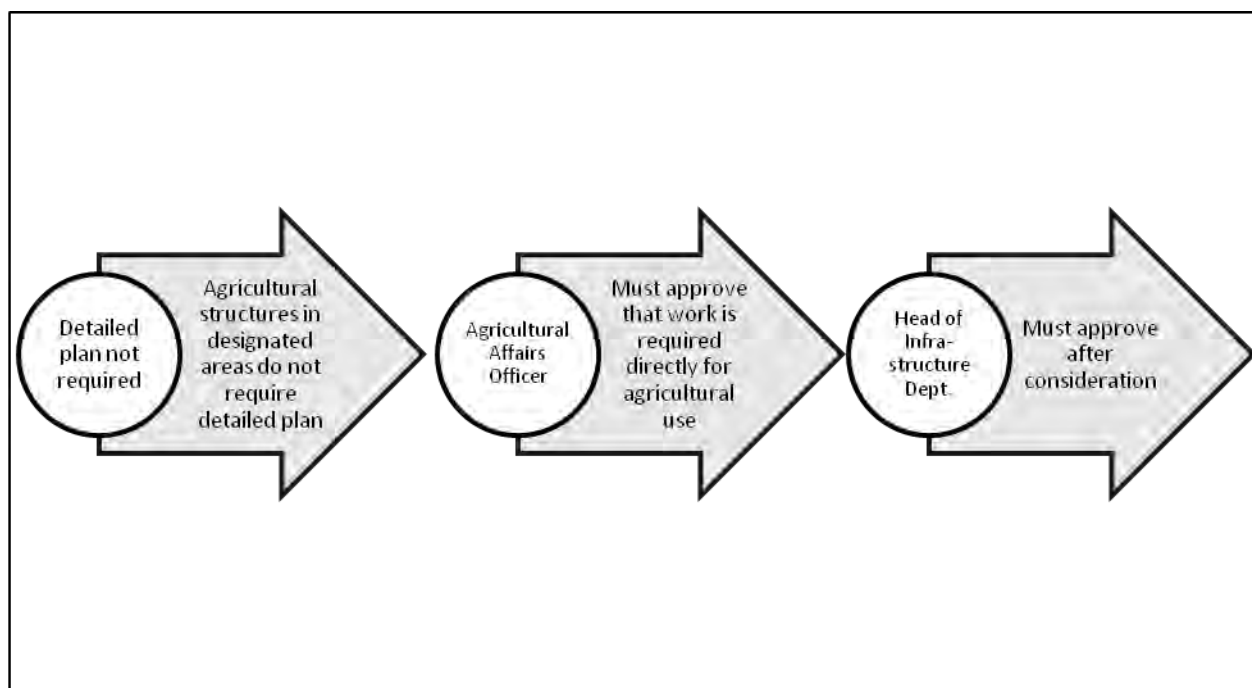 Detailed
plan not
required
Agricultural
structures in
designated
areas do not
require
detailed plan
Agricultural
Affairs
Officer
Must approve
that work is
required
directly for
agricultural
use
Head of
Infra-
structure
Dept.
Must approve
after
consideration